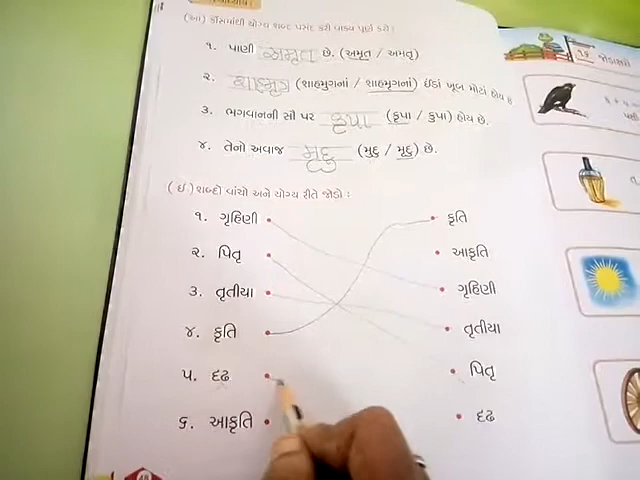 (આ) કૌંસમાંથી યોગ્ય શબ્દ પસંદ કરી વાક્ય પૂર્ણ કરો :
૧. પાણી અમૃત છે. (અમૃત / અમતૃ)
૨. શાહમૃગ (શાહમુગનાં / શાહમૃગનાં) ઈંડાં ખૂબ મોટાં હોય છે
૩. ભગવાનની સૌ પર કૃપા (કૃપા / કુપા) હોય છે.
૪. તેનો અવાજ મૃદુ (મુદુ / મૃદુ) છે.
(ઈ) શબ્દો વાંચો અને યોગ્ય રીતે જોડો :
૧. ગૃહિણી કૃતિ
૨. પિતૃ આકૃતિ
૩. તૃતીયા ગૃહિણી
૪. કૃતિ તૃતીયા
૫. દૃઢ પિતૃ
૬. આકૃતિ દૃઢ
જોડાક્ષરો